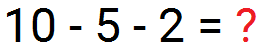 10 - 5 - 2 = ?